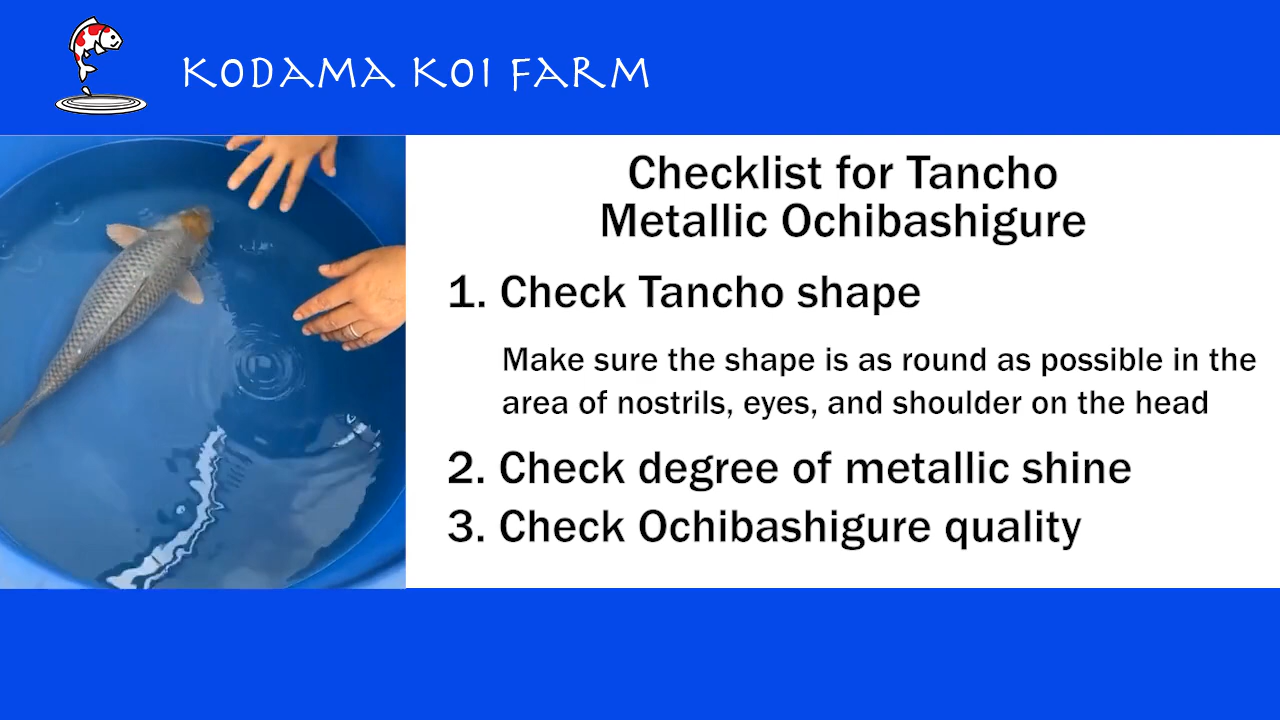 KODAMA KOI FARM
Checklist for Tancho
Metallic Ochibashigure
1. Check Tancho shape
Make sure the shape is as round as possible in the
area of nostrils, eyes, and shoulder on the head
2. Check degree of metallic shine
3. Check Ochibashigure quality